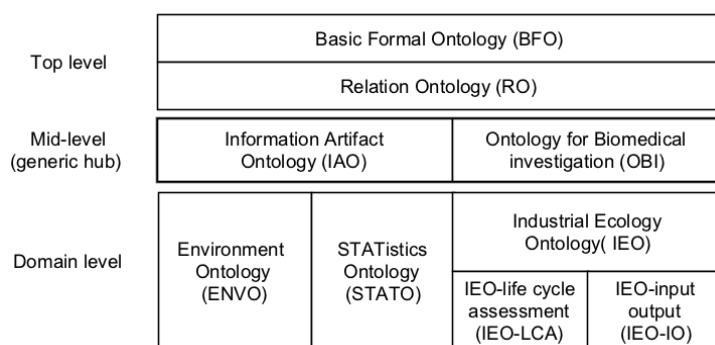 Top level
Basic Formal Ontology (BFO)
Relation Ontology (RO)
Mid-level
(generic hub)
Information Artifact
Ontology (IAO)
Ontology for Biomedical
investigation (OBI)
Domain level
Environment
Ontology
(ENVO)
STATistics
Ontology
(STATO)
Industrial Ecology
Ontology( IEO)
IEO-life cycle
assessment
(IEO-LCA)
IEO-input
output
(IEO-IO)